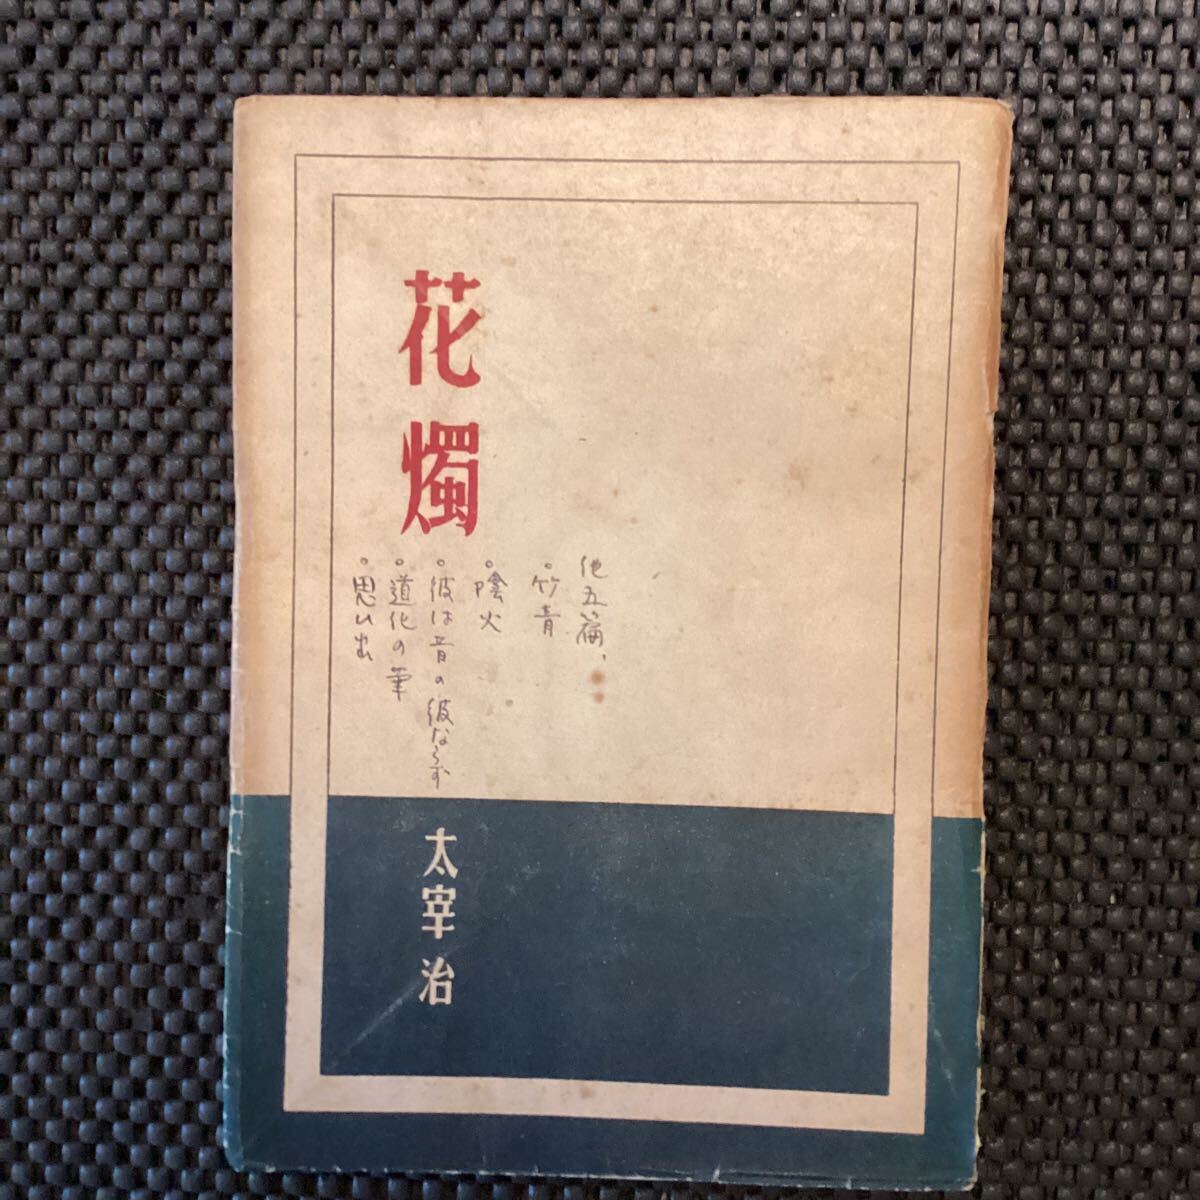 花燭
他五篇、
。竹青
。陰火
。彼は昔の彼ならず
。道化の華
。思ひ出
太宰治